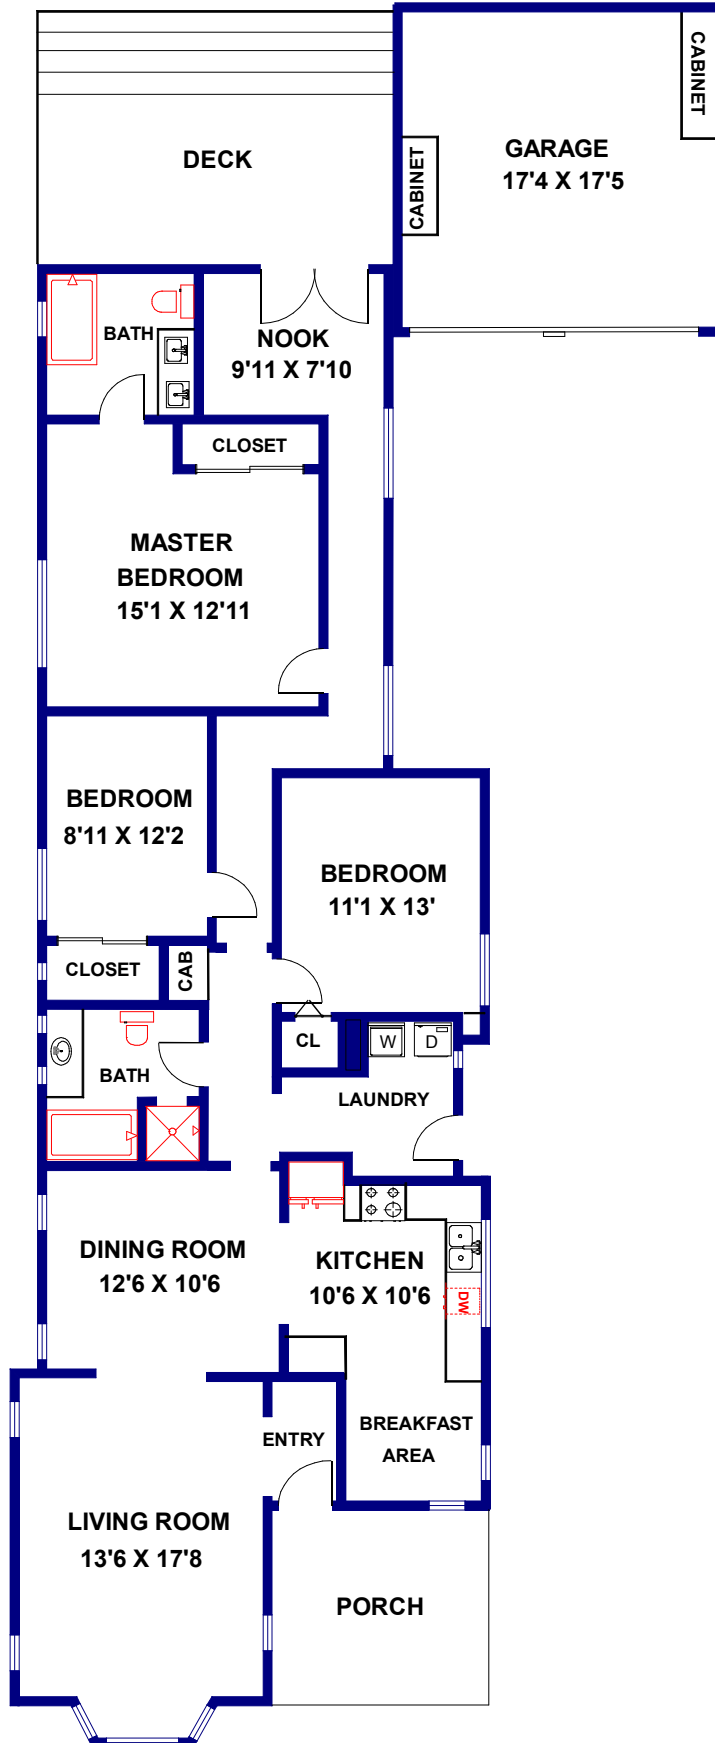 CABINET
GARAGE
17'4 X 17'5
CABINET
DECK
BATH
NOOK
9'11 X 7'10
CLOSET
MASTER
BEDROOM
15'1 X 12'11
BEDROOM
8'11 X 12'2
BEDROOM
11'1 X 13'
CLOSET
CAB
CL
W
D
BATH
LAUNDRY
DINING ROOM
12'6 X 10'6
KITCHEN
10'6 X 10'6
DW
BREAKFAST
AREA
ENTRY
LIVING ROOM
13'6 X 17'8
PORCH